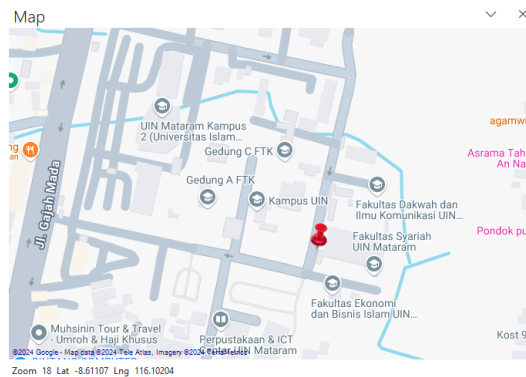 Map
UIN Mataram Kampus
2 (Universitas Islam...
Gedung C FTK
Gedung A FTK
Kampus UIN
Jl. Gajah Mada
agamwi
Asrama Tah
An Na
Fakultas Dakwah dan
Ilmu Komunikasi UIN...
Pondok pu
Fakultas Syariah
UIN Mataram
Fakultas Ekonomi
dan Bisnis Islam UIN...
Muhsinin Tour & Travel
- Umroh & Haji Khusus
Perpustakaan & ICT
Center UIN Mataram
Kost 9
©2024 Google - Map data ©2024 Tele Atlas, Imagery ©2024 TerraMetrics
Zoom 18 Lat -8.61107 Lng 116.10204